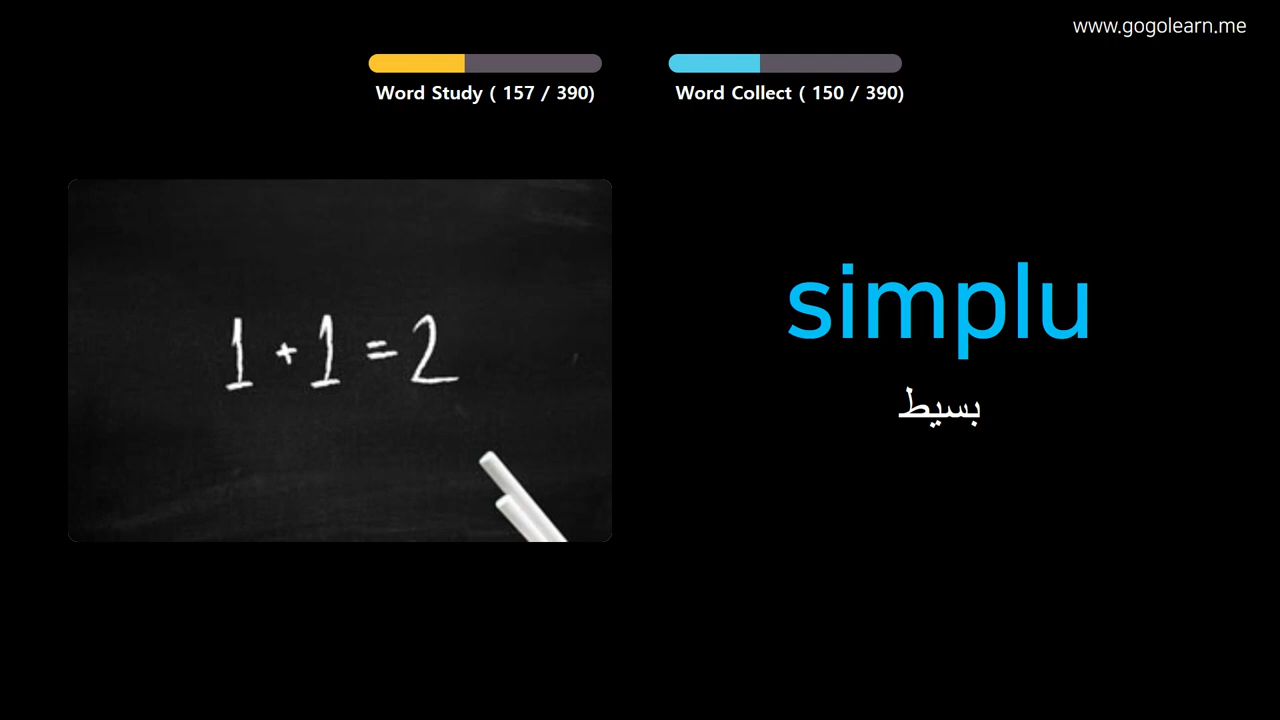 www.gogolearn.me
Word Study ( 157 / 390)
Word Collect ( 150 / 390)
1 + 1 = 2
simplu
بسيط